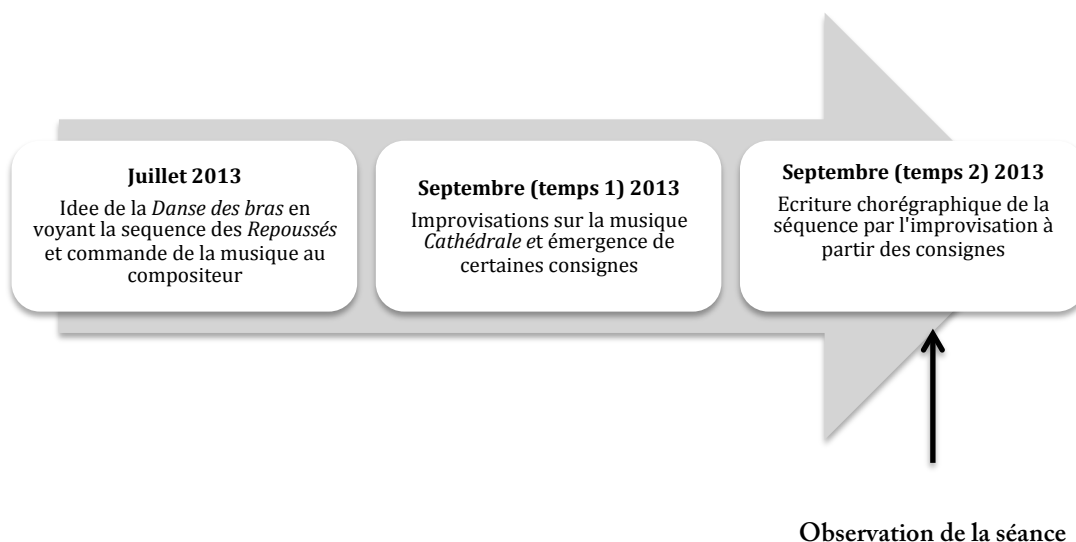 Juillet 2013
Idee de la Danse des bras en
voyant la sequence des Repoussés
et commande de la musique au
compositeur
Septembre (temps 1) 2013
Improvisations sur la musique
Cathédrale et émergence de
certaines consignes
Septembre (temps 2) 2013
Ecriture chorégraphique de la
séquence par l'improvisation à
partir des consignes
Observation de la séance